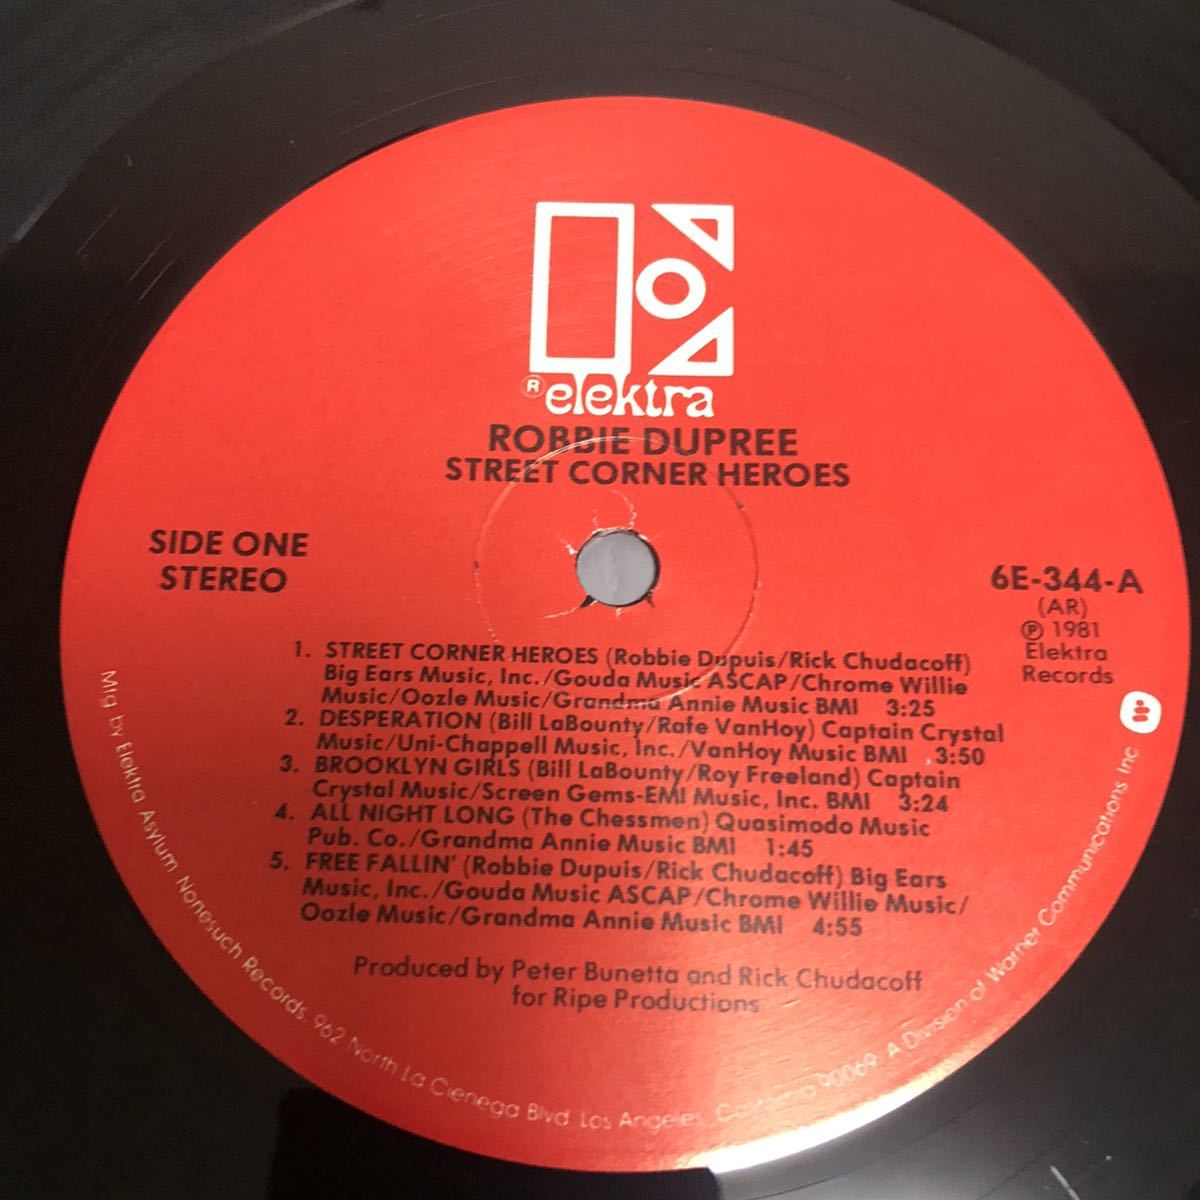 ® elektra
ROBBIE DUPREE
STREET CORNER HEROES
SIDE ONE
STEREO
6E-344-A
(AR)
Ⓟ 1981
Elektra
Records
1. STREET CORNER HEROES (Robbie Dupuis/Rick Chudacoff)
Big Ears Music, Inc./Gouda Music ASCAP/Chrome Willie
Music/Oozle Music/Grandma Annie Music BMI 3:25
2. DESPERATION (Bill LaBounty/Rafe VanHoy) Captain Crystal
Music/Uni-Chappell Music, Inc./VanHoy Music BMI 3:50
3. BROOKLYN GIRLS (Bill LaBounty/Roy Freeland) Captain
Crystal Music/Screen Gems-EMI Music, Inc. BMI 3:24
4. ALL NIGHT LONG (The Chessmen) Quasimodo Music
Pub. Co./Grandma Annie Music BMI 1:45
5. FREE FALLIN' (Robbie Dupuis/Rick Chudacoff) Big Ears
Music, Inc./Gouda Music ASCAP/Chrome Willie Music/
Oozle Music/Grandma Annie Music BMI 4:55
Produced by Peter Bunetta and Rick Chudacoff
for Ripe Productions
Mfg by Elektra Asylum Nonesuch Records, 962 North La Cienega Blvd. Los Angeles, California 90069. A Division of Warner Communications Inc